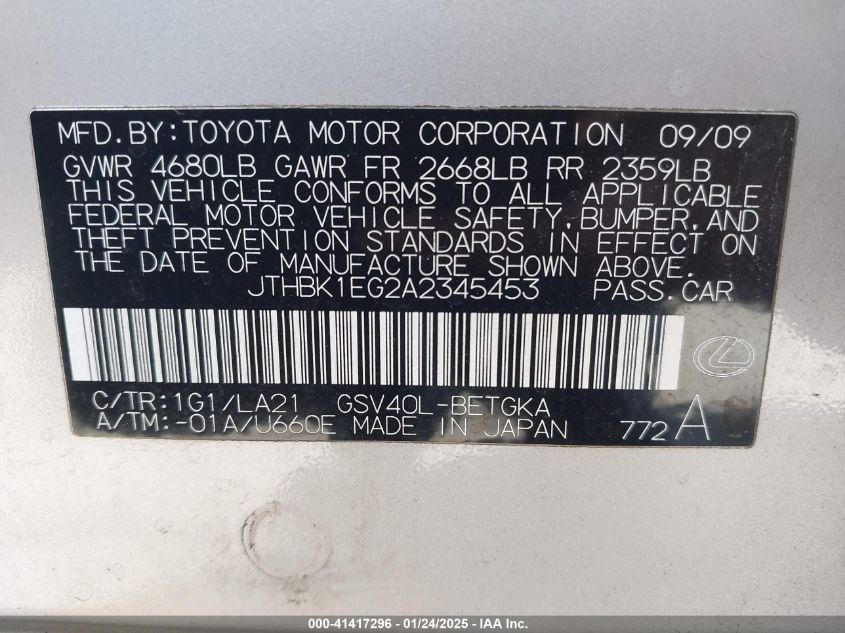 MFD.BY:TOYOTA MOTOR CORPORATION 09/09
GVWR 4680LB GAWR FR 2668LB RR 2359LB
THIS VEHICLE CONFORMS TO ALL APPLICABLE
FEDERAL MOTOR VEHICLE SAFETY,BUMPER,AND
THEFT PREVENTION STANDARDS IN EFFECT ON
THE DATE OF MANUFACTURE SHOWN ABOVE.
JTHBK1EG2A2345453 PASS.CAR
C/TR:1G1/LA21 GSV40L-BETGKA
A/TM:-01A/U660E MADE IN JAPAN 772A
000-41417296 - 01/24/2025 - IAA Inc.